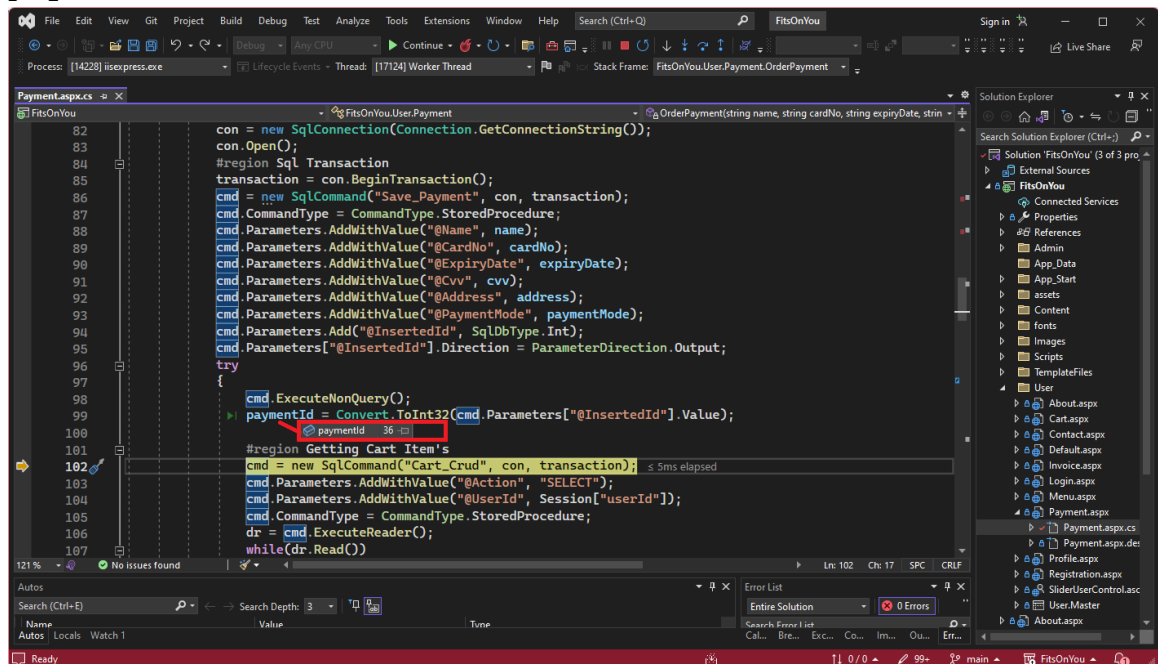 File Edit View Git Project Build Debug Test Analyze Tools Extensions Window Help Search (Ctrl+Q) FitsOnYou Sign in
Debug Any CPU Continue Live Share
Process: [14228] iisexpress.exe Lifecycle Events Thread: [17124] Worker Thread Stack Frame: FitsOnYou.User.Payment.OrderPayment
Payment.aspx.cs
FitsOnYou FitsOnYou.User.Payment OrderPayment(string name, string cardNo, string expiryDate, strin
82 con = new SqlConnection(Connection.GetConnectionString());
83 con.Open();
84 #region Sql Transaction
85 transaction = con.BeginTransaction();
86 cmd = new SqlCommand("Save_Payment", con, transaction);
87 cmd.CommandType = CommandType.StoredProcedure;
88 cmd.Parameters.AddWithValue("@Name", name);
89 cmd.Parameters.AddWithValue("@CardNo", cardNo);
90 cmd.Parameters.AddWithValue("@ExpiryDate", expiryDate);
91 cmd.Parameters.AddWithValue("@Cvv", cvv);
92 cmd.Parameters.AddWithValue("@Address", address);
93 cmd.Parameters.AddWithValue("@PaymentMode", paymentMode);
94 cmd.Parameters.Add("@InsertedId", SqlDbType.Int);
95 cmd.Parameters["@InsertedId"].Direction = ParameterDirection.Output;
96 try
97 {
98 cmd.ExecuteNonQuery();
99 paymentId = Convert.ToInt32(cmd.Parameters["@InsertedId"].Value);
100 paymentId 36
101 #region Getting Cart Item's
102 cmd = new SqlCommand("Cart_Crud", con, transaction); ≤ 5ms elapsed
103 cmd.Parameters.AddWithValue("@Action", "SELECT");
104 cmd.Parameters.AddWithValue("@UserId", Session["userId"]);
105 cmd.CommandType = CommandType.StoredProcedure;
106 dr = cmd.ExecuteReader();
107 while(dr.Read())
121 % No issues found Ln: 102 Ch: 17 SPC CRLF
Solution Explorer
Search Solution Explorer (Ctrl+;)
Solution 'FitsOnYou' (3 of 3 proj
External Sources
FitsOnYou
Connected Services
Properties
References
Admin
App_Data
App_Start
assets
Content
fonts
Images
Scripts
TemplateFiles
User
About.aspx
Cart.aspx
Contact.aspx
Default.aspx
Invoice.aspx
Login.aspx
Menu.aspx
Payment.aspx
Payment.aspx.cs
Payment.aspx.des
Profile.aspx
Registration.aspx
SliderUserControl.asc
User.Master
About.aspx
Autos
Search (Ctrl+E) Search Depth: 3
Name Value Type
Autos Locals Watch 1
Error List
Entire Solution 0 Errors
Search Error List
Cal... Bre... Exc... Co... Im... Ou... Err...
Ready 0 / 0 99+ main FitsOnYou